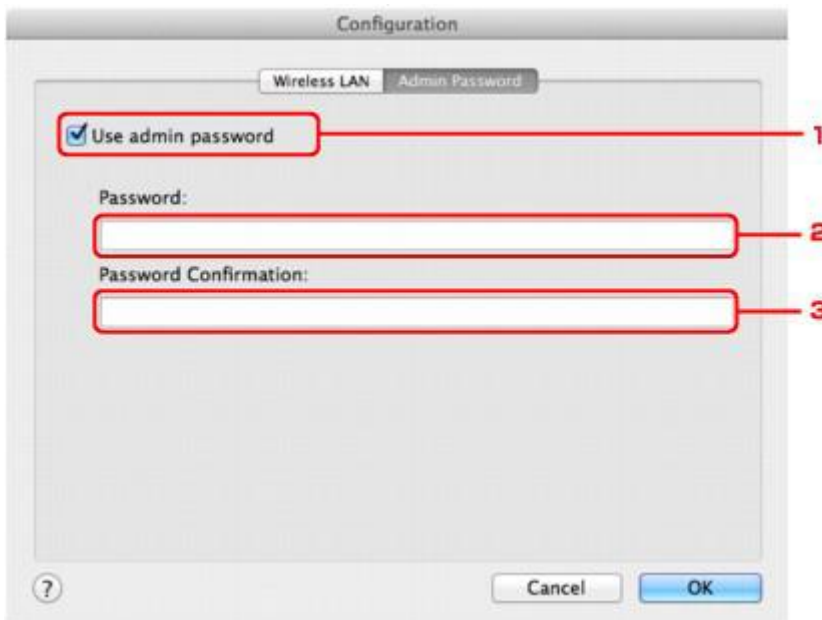 Configuration
Wireless LAN Admin Password
Use admin password 1
Password:
2
Password Confirmation:
3
? Cancel OK